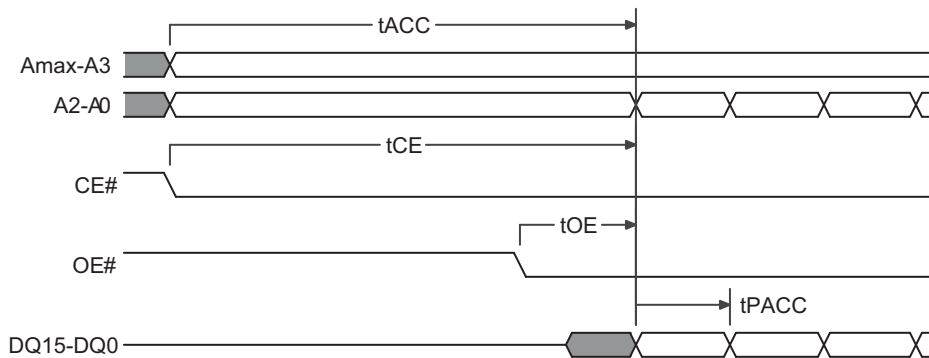 tACC
Amax-A3
A2-A0
tCE
CE#
tOE
OE#
tPACC
DQ15-DQ0